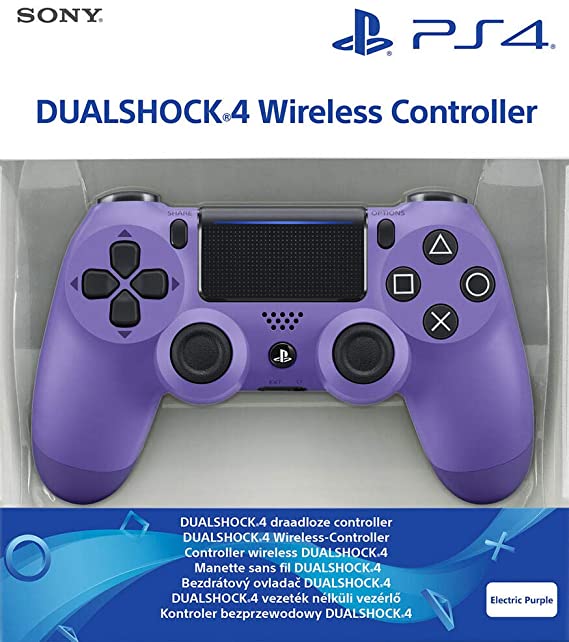 SONY.
PS4®
DUALSHOCK®4 Wireless Controller
SHARE
OPTIONS
EXT
DUALSHOCK®4 draadloze controller
DUALSHOCK®4 Wireless-Controller
Controller wireless DUALSHOCK®4
Manette sans fil DUALSHOCK®4
Bezdrátový ovladač DUALSHOCK®4
DUALSHOCK®4 vezeték nélküli vezérlő
Kontroler bezprzewodowy DUALSHOCK®4
Electric Purple